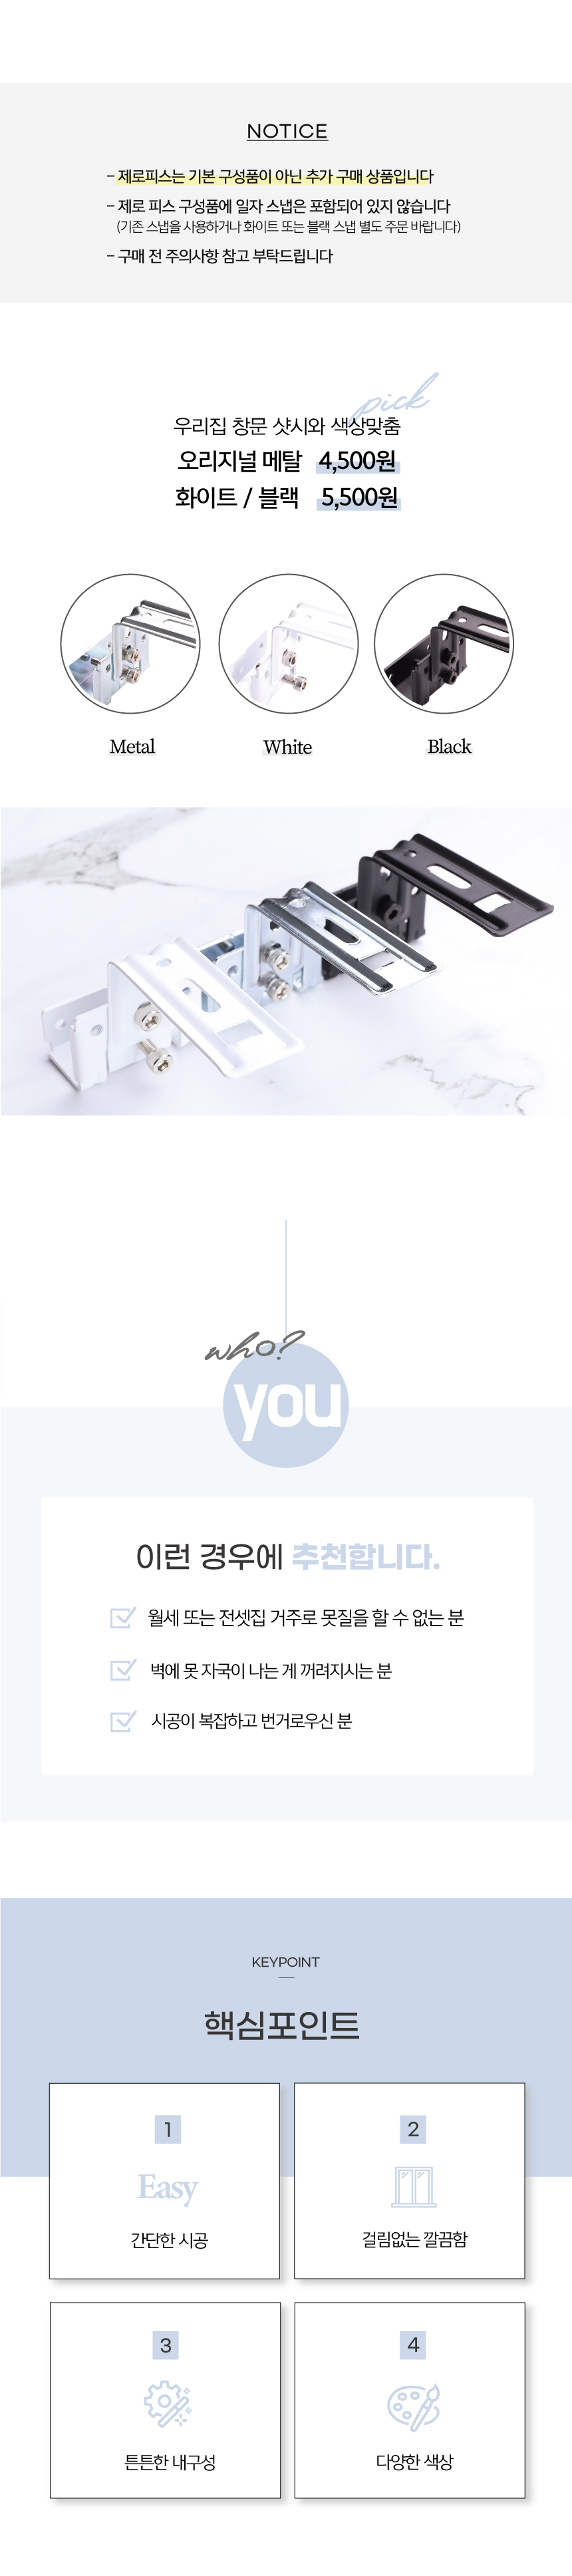 NOTICE
- 제로피스는 기본 구성품이 아닌 추가 구매 상품입니다
- 제로 피스 구성품에 일자 스냅은 포함되어 있지 않습니다
(기존 스냅을 사용하거나 화이트 또는 블랙 스냅 별도 주문 바랍니다)
- 구매 전 주의사항 참고 부탁드립니다
pick
우리집 창문 샷시와 색상맞춤
오리지널 메탈 4,500원
화이트 / 블랙 5,500원
Metal
White
Black
who?
you
이런 경우에 추천합니다.
월세 또는 전셋집 거주로 못질을 할 수 없는 분
벽에 못 자국이 나는 게 꺼려지시는 분
시공이 복잡하고 번거로우신 분
KEYPOINT
핵심포인트
1
Easy
간단한 시공
2
걸림없는 깔끔함
3
튼튼한 내구성
4
다양한 색상